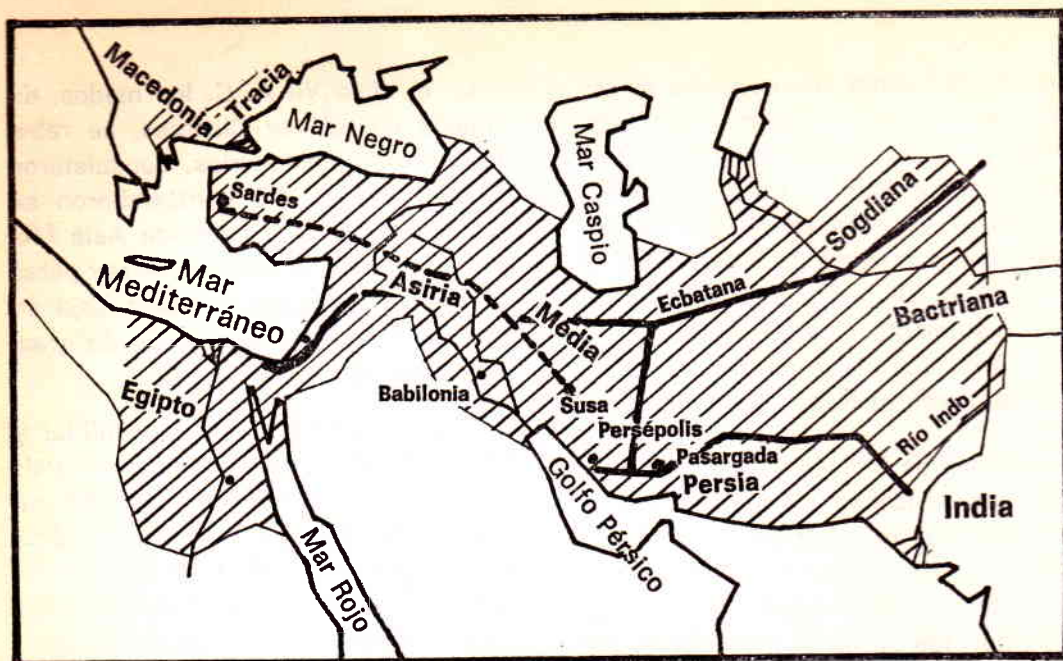 Macedonia
Tracia
Mar Negro
Mar Caspio
Sogdiana
Sardes
Mar
Mediterráneo
Asiria
Ecbatana
Média
Bactriana
Egipto
Babilonia
Susa
Persépolis
Pasargada
Persia
Río Indo
Golfo Pérsico
India
Mar Rojo